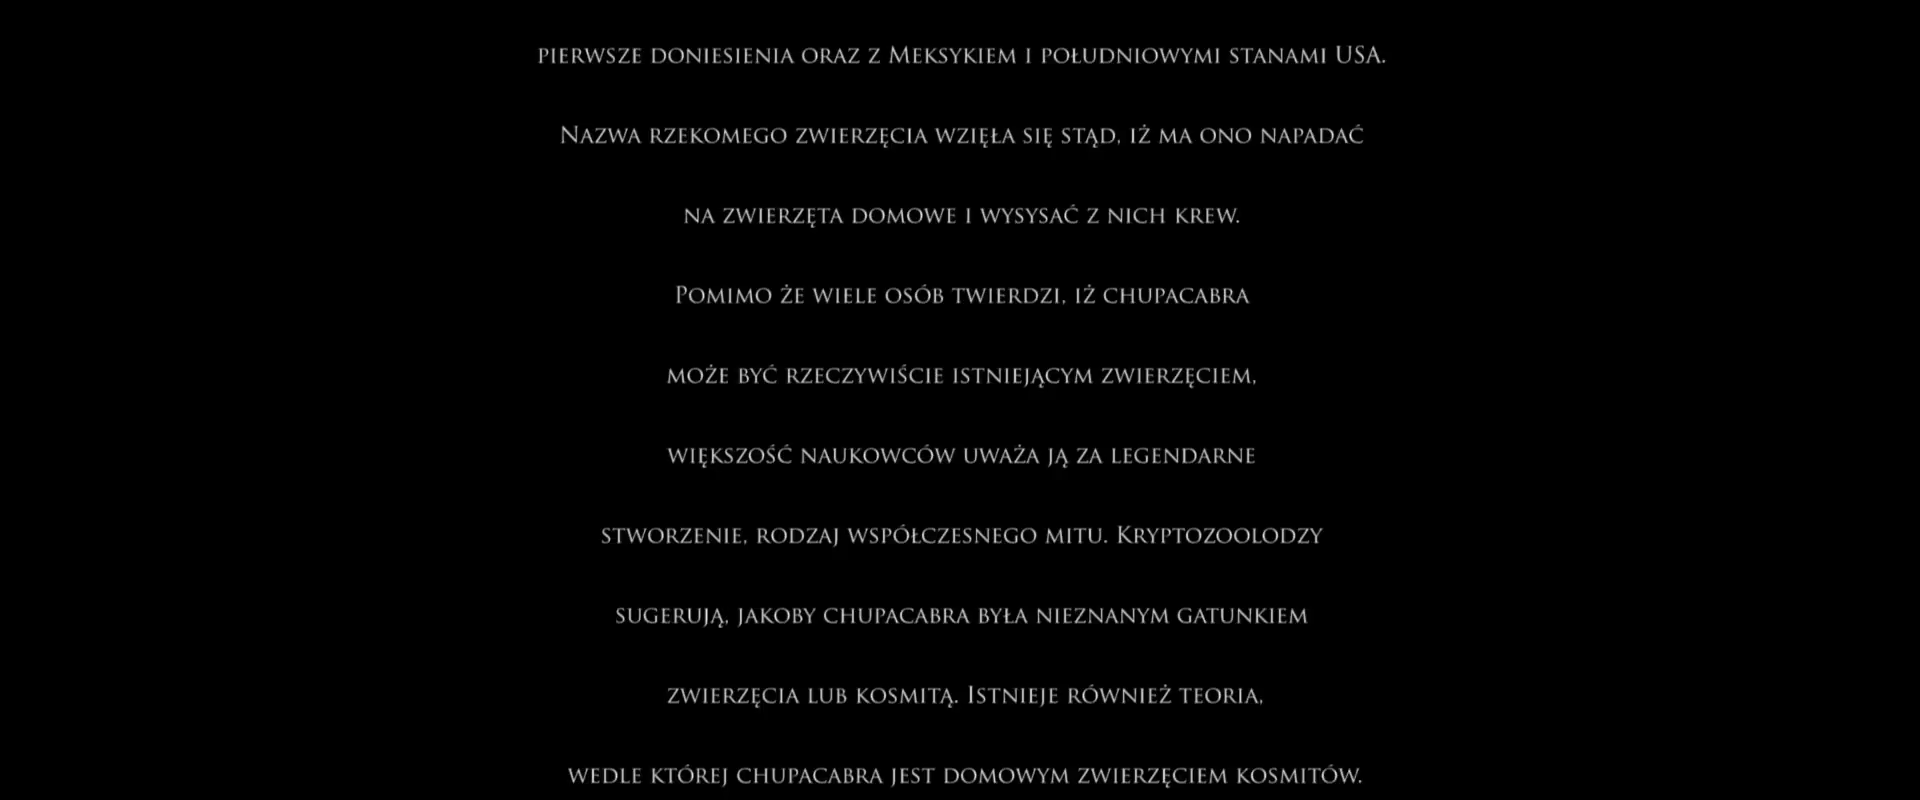 pierwsze doniesienia oraz z Meksykiem i południowymi stanami USA.
Nazwa rzekomego zwierzęcia wzięła się stąd, iż ma ono napadać
na zwierzęta domowe i wysysać z nich krew.
Pomimo że wiele osób twierdzi, iż chupacabra
może być rzeczywiście istniejącym zwierzęciem,
większość naukowców uważa ją za legendarne
stworzenie, rodzaj współczesnego mitu. Kryptozoolodzy
sugerują, jakoby chupacabra była nieznanym gatunkiem
zwierzęcia lub kosmitą. Istnieje również teoria,
wedle której chupacabra jest domowym zwierzęciem kosmitów.